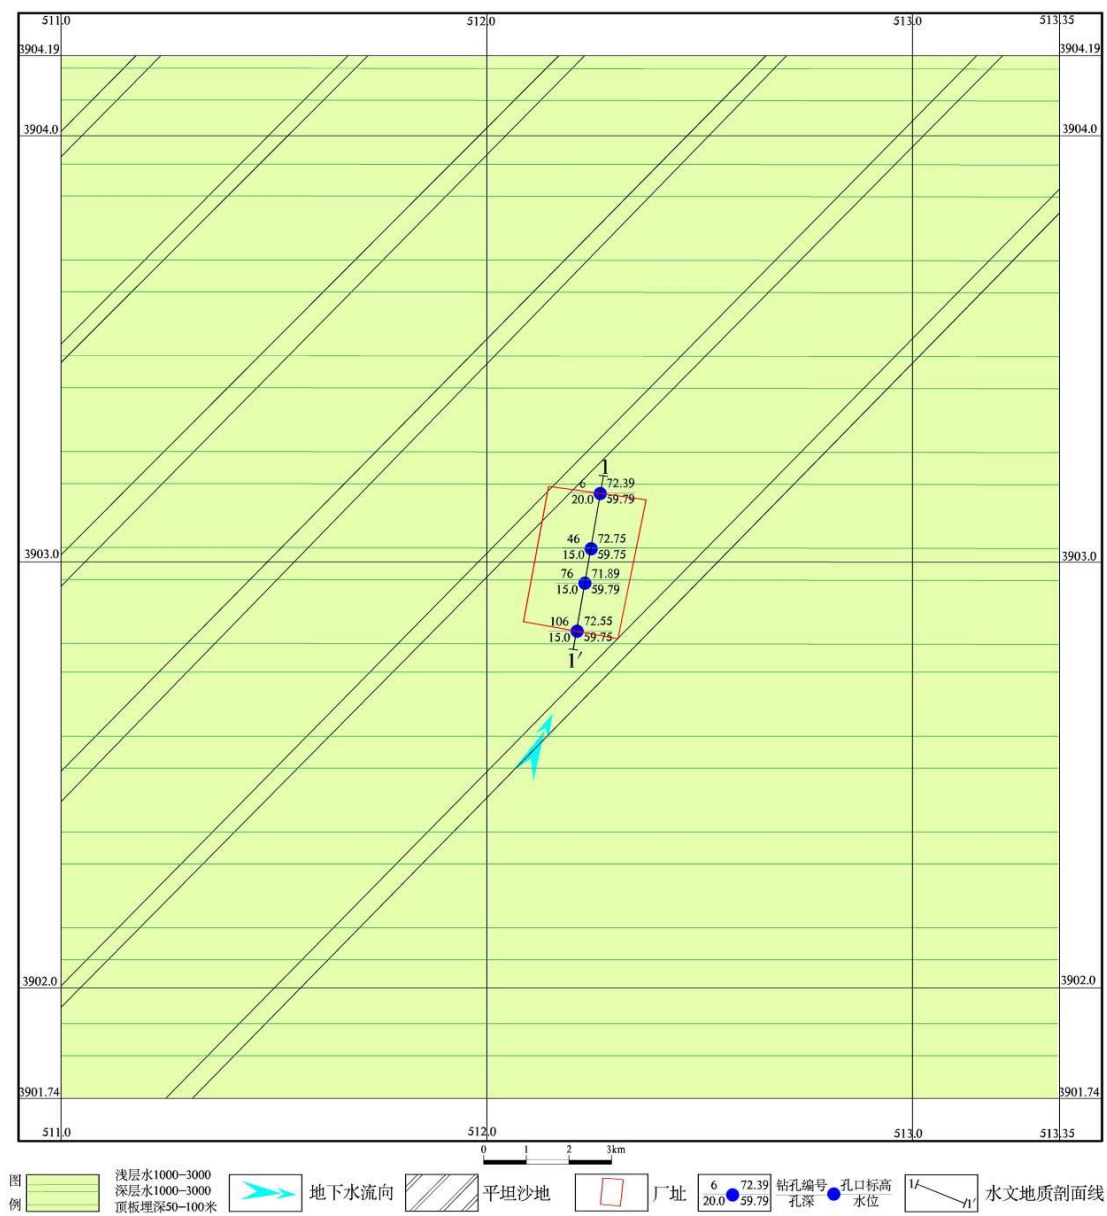 511.0 512.0 513.0 513.35
3904.19 3904.19
3904.0 3904.0
1
6 72.39
20.0 59.79
46 72.75
15.0 59.75
3903.0 3903.0
76 71.89
15.0 59.79
106 72.55
15.0 59.75
1′
3902.0 3902.0
3901.74 3901.74
511.0 512.0 513.0 513.35
0 1 2 3km
图例
浅层水1000-3000
深层水1000-3000
顶板埋深50-100米
地下水流向
平坦沙地
厂址
6 72.39
20.0 59.79
钻孔编号 孔口标高
孔深 水位
1 1′
水文地质剖面线